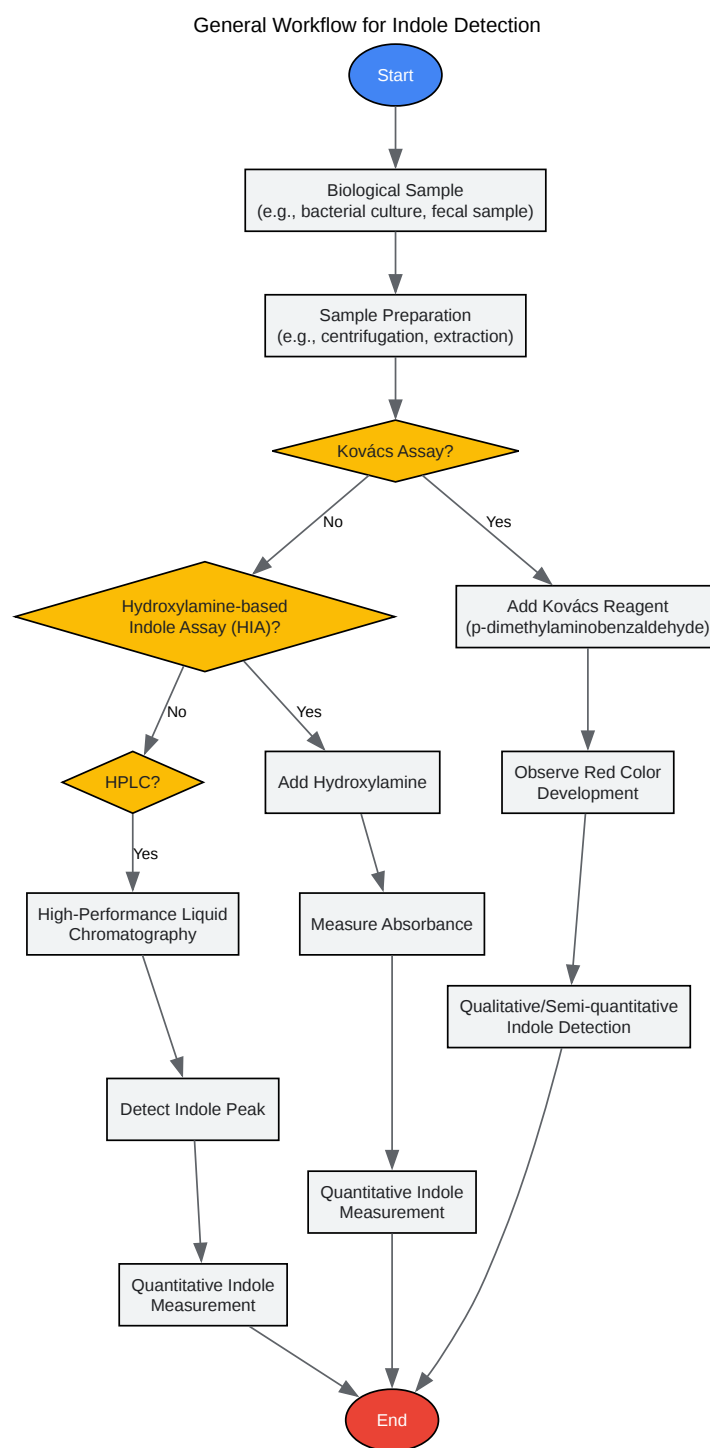 General Workflow for Indole Detection
Start
Biological Sample
(e.g., bacterial culture, fecal sample)
Sample Preparation
(e.g., centrifugation, extraction)
Kovács Assay?
No
Yes
Hydroxylamine-based
Indole Assay (HIA)?
Add Kovács Reagent
(p-dimethylaminobenzaldehyde)
No
Yes
HPLC?
Add Hydroxylamine
Observe Red Color
Development
Yes
High-Performance Liquid
Chromatography
Measure Absorbance
Qualitative/Semi-quantitative
Indole Detection
Detect Indole Peak
Quantitative Indole
Measurement
Quantitative Indole
Measurement
End